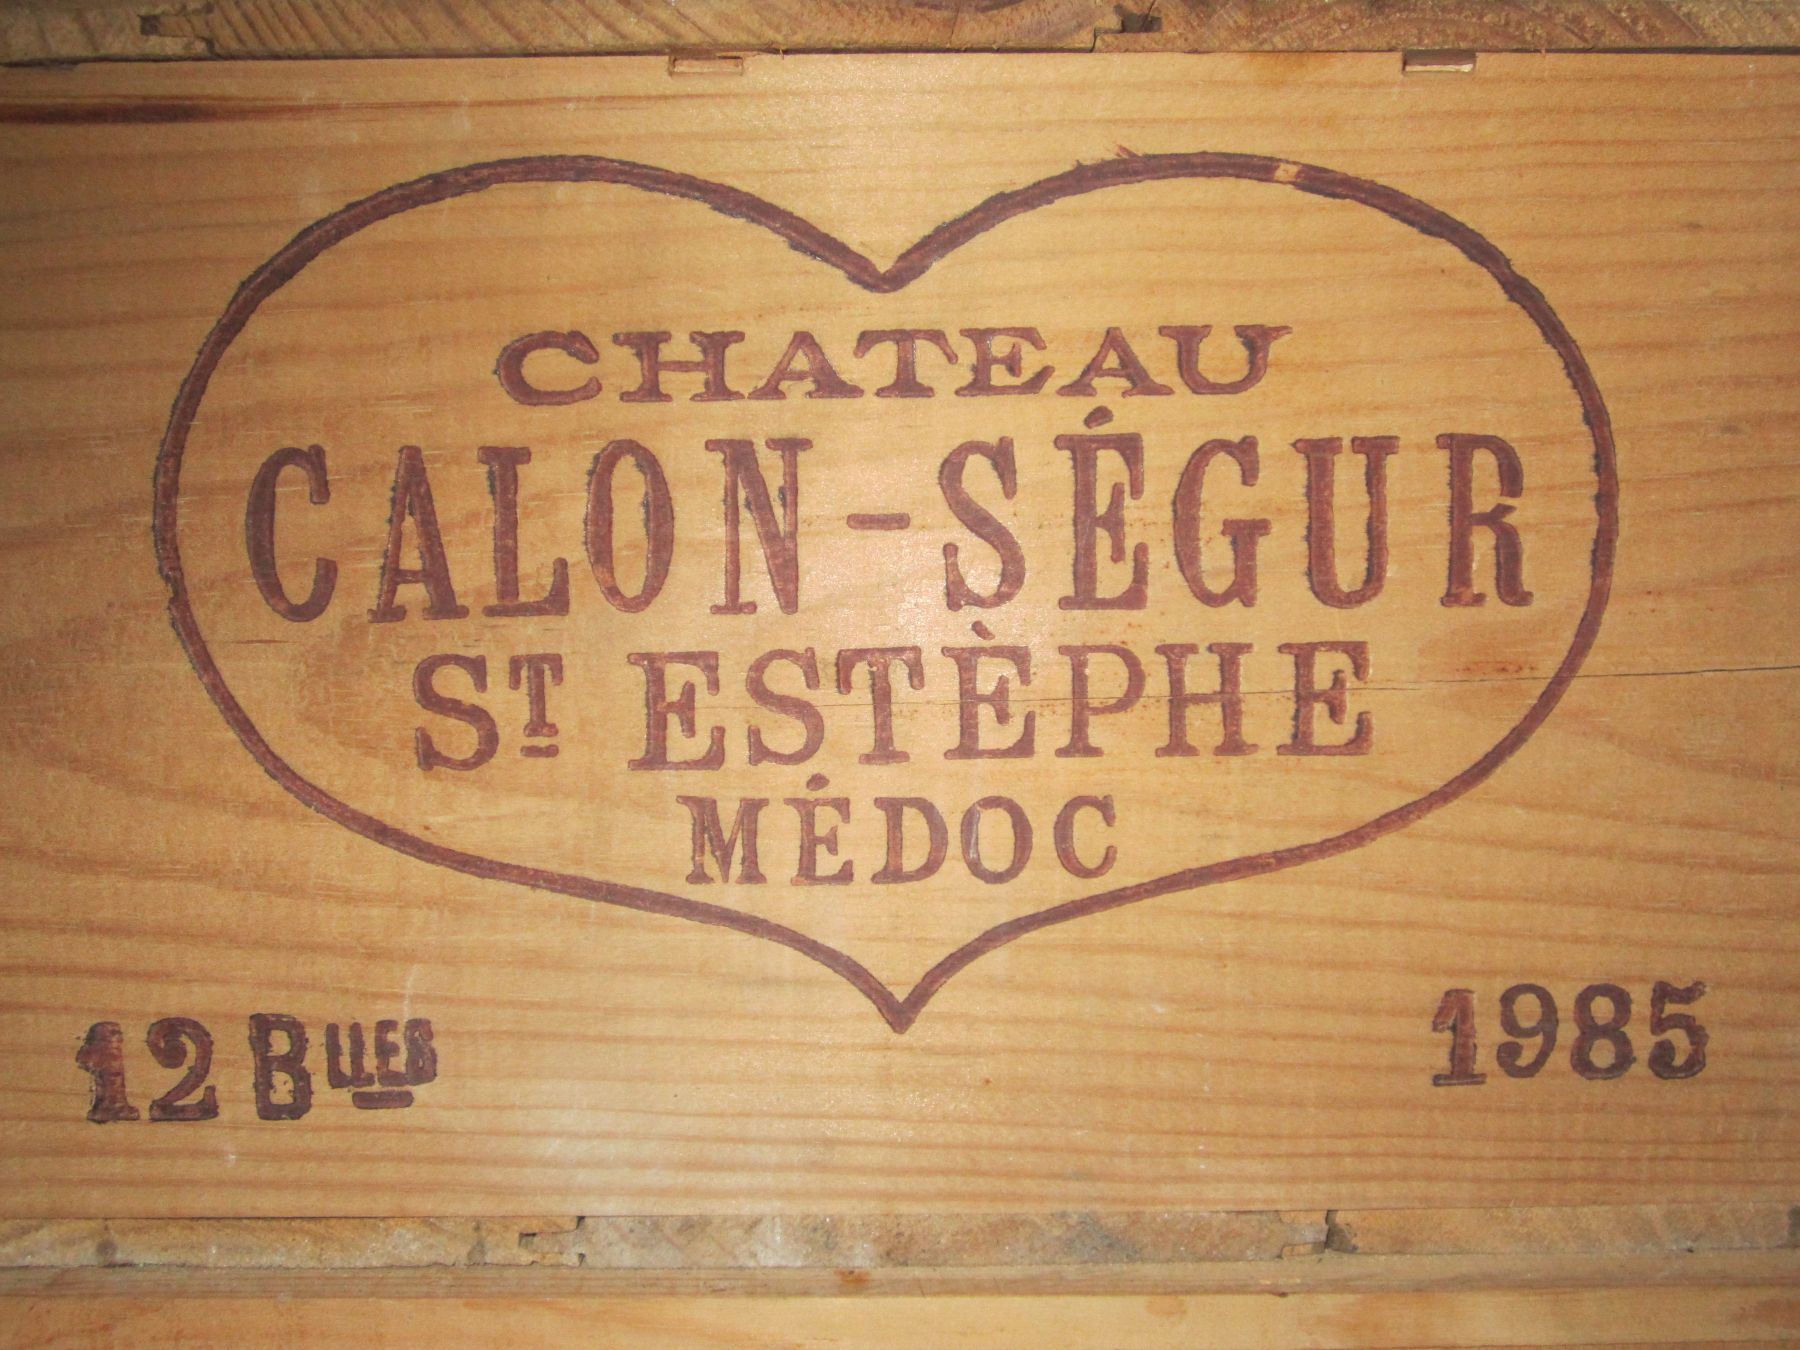 CHATEAU
CALON-SÉGUR
ST ESTÈPHE
MÉDOC
12 BLLES 1985